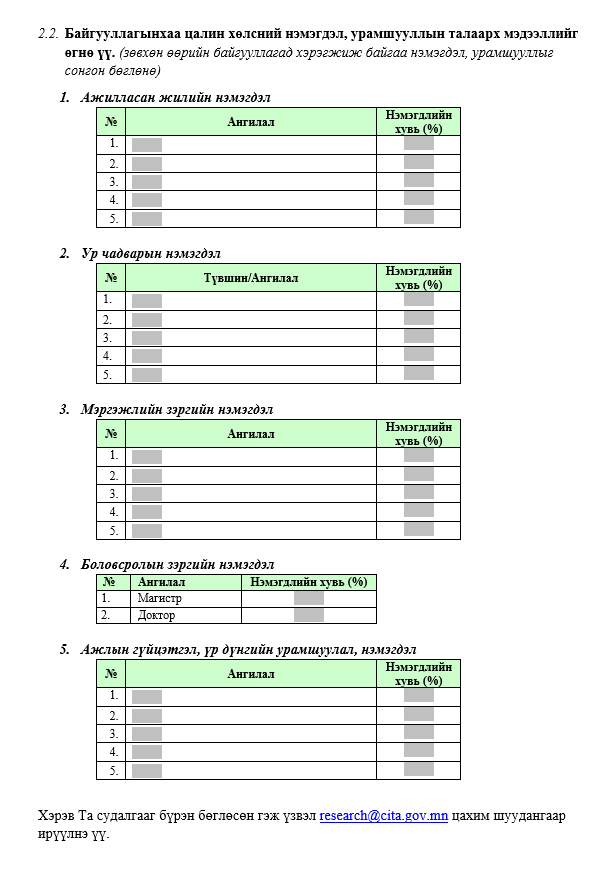 2.2. Байгууллагынхаа цалин хөлсний нэмэгдэл, урамшууллын талаарх мэдээллийг
өгнө үү. (зөвхөн өөрийн байгууллагад хэрэгжиж байгаа нэмэгдэл, урамшууллыг
сонгон бөглөнө)
1. Ажилласан жилийн нэмэгдэл
№ Ангилал Нэмэгдлийн
хувь (%)
1.
2.
3.
4.
5.
2. Ур чадварын нэмэгдэл
№ Түвшин/Ангилал Нэмэгдлийн
хувь (%)
1.
2.
3.
4.
5.
3. Мэргэжлийн зэргийн нэмэгдэл
№ Ангилал Нэмэгдлийн
хувь (%)
1.
2.
3.
4.
5.
4. Боловсролын зэргийн нэмэгдэл
№ Ангилал Нэмэгдлийн хувь (%)
1. Магистр
2. Доктор
5. Ажлын гүйцэтгэл, үр дүнгийн урамшуулал, нэмэгдэл
№ Ангилал Нэмэгдлийн
хувь (%)
1.
2.
3.
4.
5.
Хэрэв Та судалгааг бүрэн бөглөсөн гэж үзвэл research@cita.gov.mn цахим шуудангаар
ирүүлнэ үү.